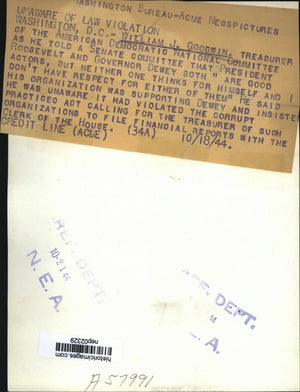 WASHINGTON BUREAU-ACME NEWSPICTURES
UNAWARE OF LAW VIOLATION
WASHINGTON, D.C.- WILLIAM J. GOODWIN, TREASURER
OF THE AMERICAN DEMOCRATIC NATIONAL COMMITTEE
AS HE TOLD A SENATE COMMITTEE THAT PRESIDENT
ROOSEVELT AND GOVERNOR DEWEY BOTH "ARE GOOD
ACTORS, BUT NEITHER ONE THINKS FOR HIMSELF AND I
DON'T HAVE RESPECT FOR EITHER OF THEM" HE SAID
HIS ORGANIZATION WAS SUPPORTING DEWEY AND INSISTED
HE WAS UNAWARE IT HAD VIOLATED THE CORRUPT
PRACTICEC ACT CALLING FOR THE TREASURER OF SUCH
ORGANIZATIONS TO FILE FINANCIAL REPORTS WITH THE
CLERK OF THE HOUSE.
CREDIT LINE (ACME) (34A) 10/18/44.
REF. DEPT.
10-21-44
N. E. A.
REF. DEPT.
E. A.
historicimages.com
nep02329
A57991